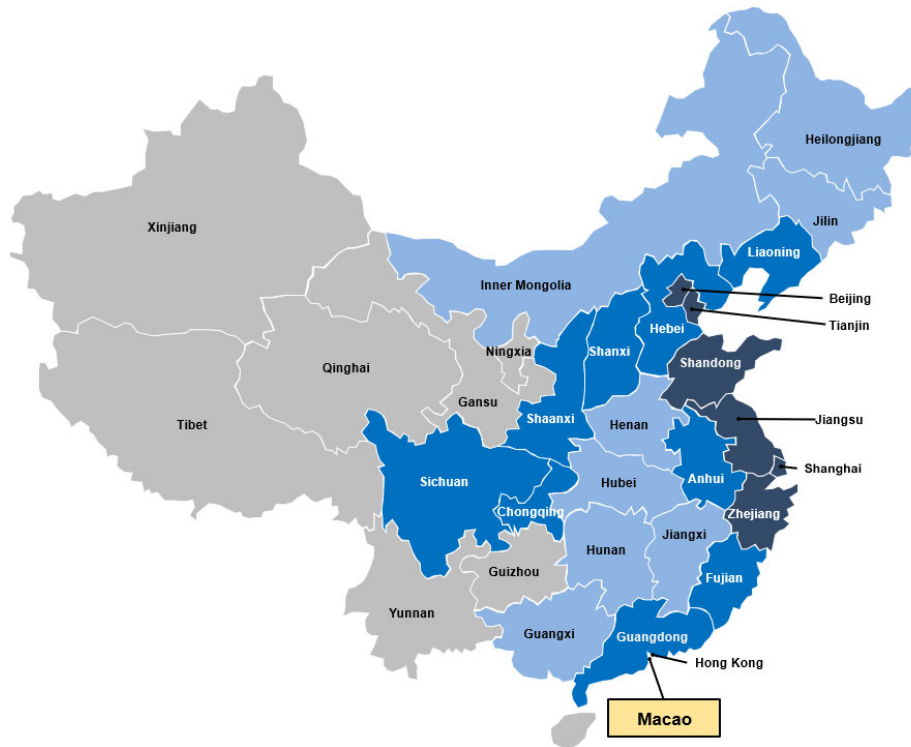 Heilongjiang
Xinjiang
Jilin
Liaoning
Inner Mongolia
Beijing
Tianjin
Hebei
Ningxia
Shanxi
Shandong
Qinghai
Gansu
Tibet
Shaanxi
Henan
Jiangsu
Shanghai
Sichuan
Hubei
Anhui
Chongqing
Zhejiang
Jiangxi
Hunan
Guizhou
Fujian
Yunnan
Guangxi
Guangdong
Hong Kong
Macao